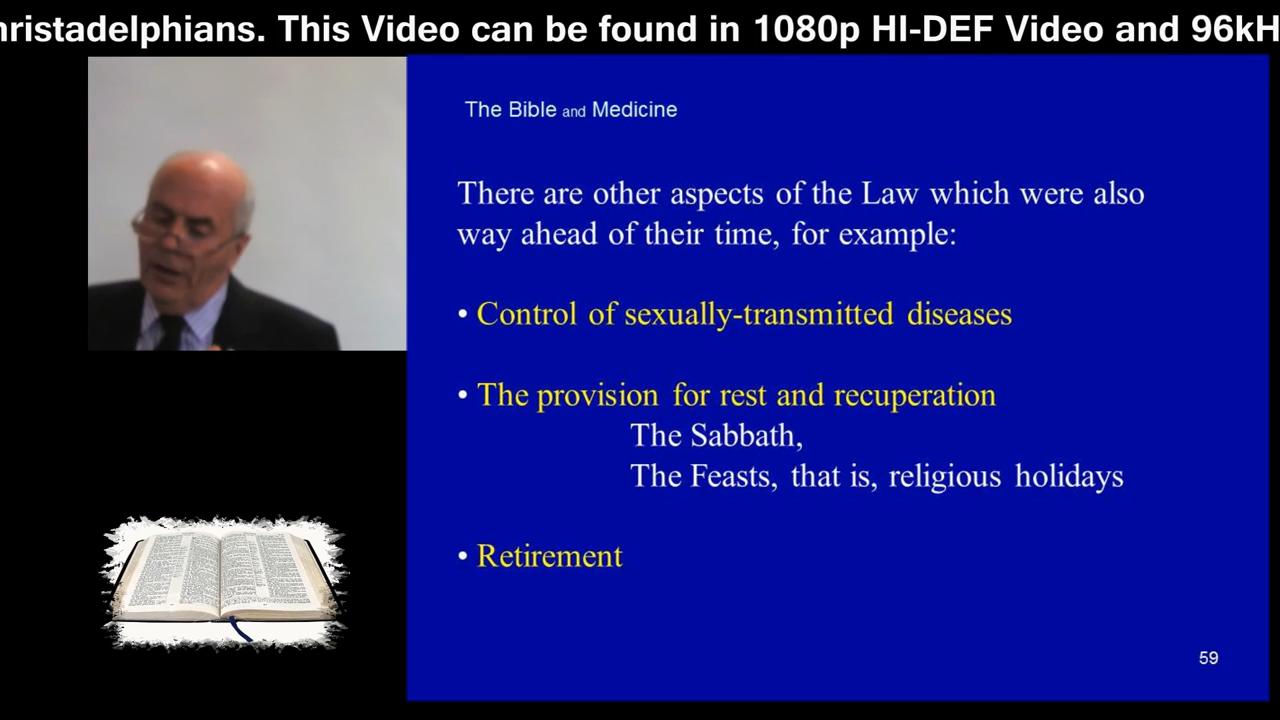 hristadelphians. This Video can be found in 1080p HI-DEF Video and 96kH
The Bible and Medicine
There are other aspects of the Law which were also
way ahead of their time, for example:
• Control of sexually-transmitted diseases
• The provision for rest and recuperation
The Sabbath,
The Feasts, that is, religious holidays
• Retirement
59